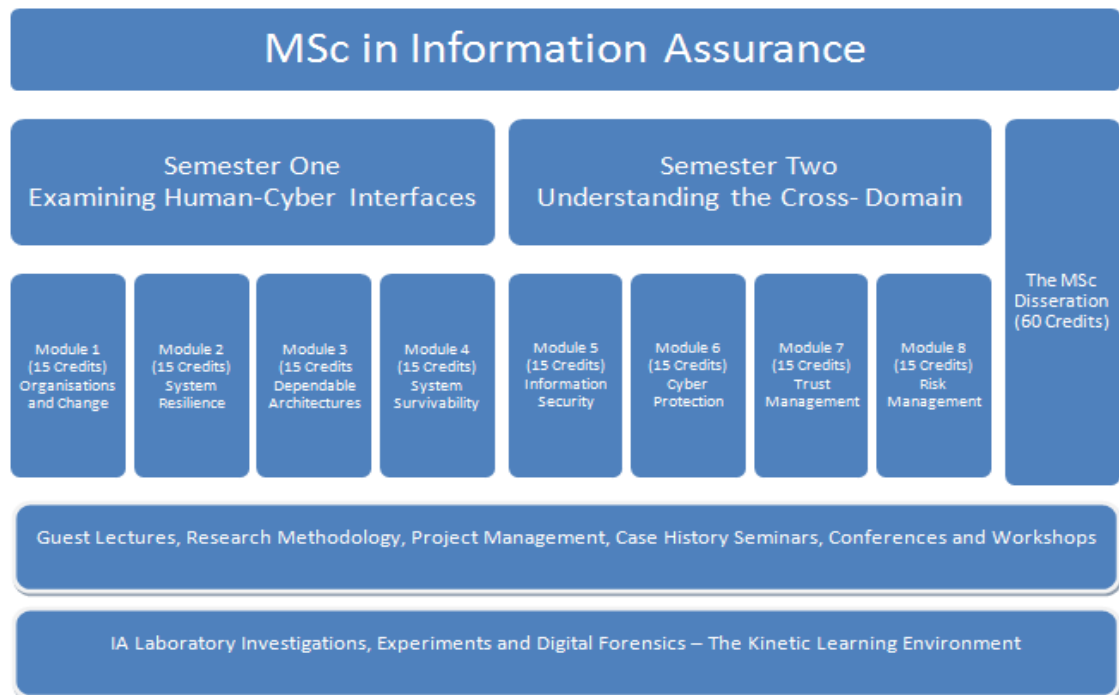 MSc in Information Assurance
Semester One
Examining Human-Cyber Interfaces
Semester Two
Understanding the Cross- Domain
The MSc
Disseration
(60 Credits)
Module 1
(15 Credits)
Organisations
and Change
Module 2
(15 Credits)
System
Resilience
Module 3
(15 Credits
Dependable
Architectures
Module 4
(15 Credits)
System
Survivability
Module 5
(15 Credits)
Information
Security
Module 6
(15 Credits)
Cyber
Protection
Module 7
(15 Credits)
Trust
Management
Module 8
(15 Credits)
Risk
Management
Guest Lectures, Research Methodology, Project Management, Case History Seminars, Conferences and Workshops
IA Laboratory Investigations, Experiments and Digital Forensics – The Kinetic Learning Environment